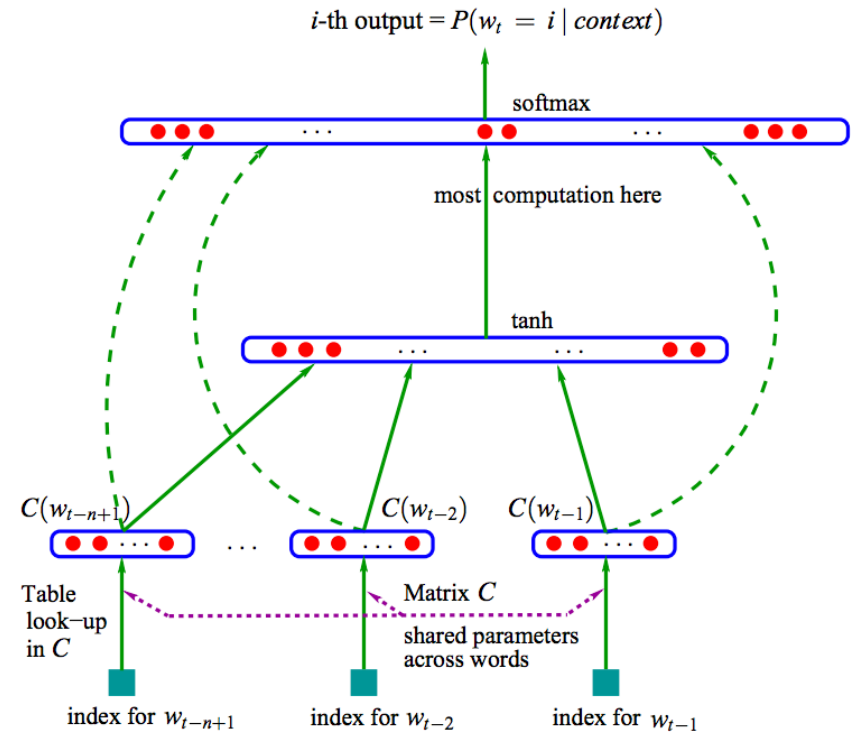 i-th output = P(w_t = i | context)
softmax
... ...
most computation here
tanh
... ...
C(w_{t−n+1}) C(w_{t−2}) C(w_{t−1})
... ... ... ...
Table
look−up
in C
Matrix C
shared parameters
across words
index for w_{t−n+1} index for w_{t−2} index for w_{t−1}